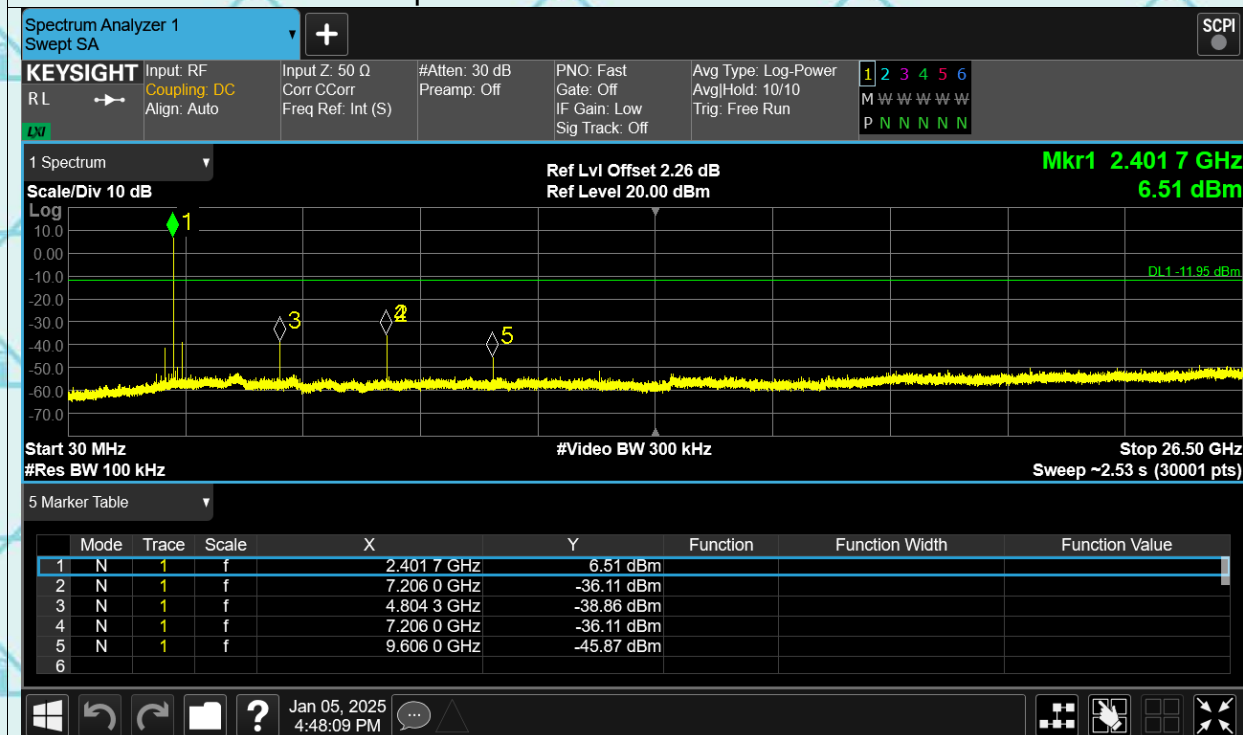 Spectrum Analyzer 1
Swept SA
+
SCPI
KEYSIGHT
R L
LXI
Input: RF
Coupling: DC
Align: Auto
Input Z: 50 Ω
Corr CCorr
Freq Ref: Int (S)
#Atten: 30 dB
Preamp: Off
PNO: Fast
Gate: Off
IF Gain: Low
Sig Track: Off
Avg Type: Log-Power
Avg|Hold: 10/10
Trig: Free Run
1 2 3 4 5 6
M W W W W W
P N N N N N N
1 Spectrum
Scale/Div 10 dB
Ref Lvl Offset 2.26 dB
Ref Level 20.00 dBm
Mkr1 2.401 7 GHz
6.51 dBm
Log
10.0
0.00
-10.0
-20.0
-30.0
-40.0
-50.0
-60.0
-70.0
1
DL1 -11.95 dBm
3
5
Start 30 MHz
#Video BW 300 kHz
Stop 26.50 GHz
#Res BW 100 kHz
Sweep ~2.53 s (30001 pts)
5 Marker Table
Mode Trace Scale X Y Function Function Width Function Value
1 N 1 f 2.401 7 GHz 6.51 dBm
2 N 1 f 7.206 0 GHz -36.11 dBm
3 N 1 f 4.804 3 GHz -38.86 dBm
4 N 1 f 7.206 0 GHz -36.11 dBm
5 N 1 f 9.606 0 GHz -45.87 dBm
6
?
Jan 05, 2025
4:48:09 PM